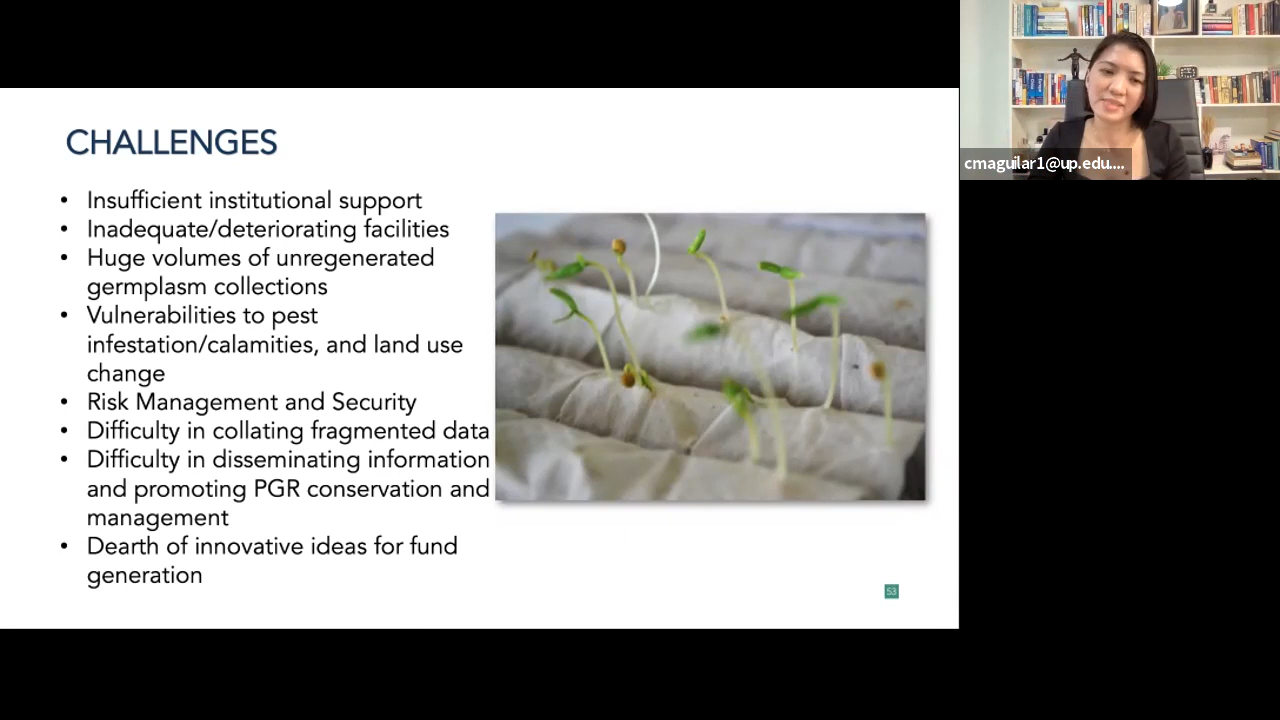 CHALLENGES
• Insufficient institutional support
• Inadequate/deteriorating facilities
• Huge volumes of unregenerated
germplasm collections
• Vulnerabilities to pest
infestation/calamities, and land use
change
• Risk Management and Security
• Difficulty in collating fragmented data
• Difficulty in disseminating information
and promoting PGR conservation and
management
• Dearth of innovative ideas for fund
generation
53
cmaguilar1@up.edu....